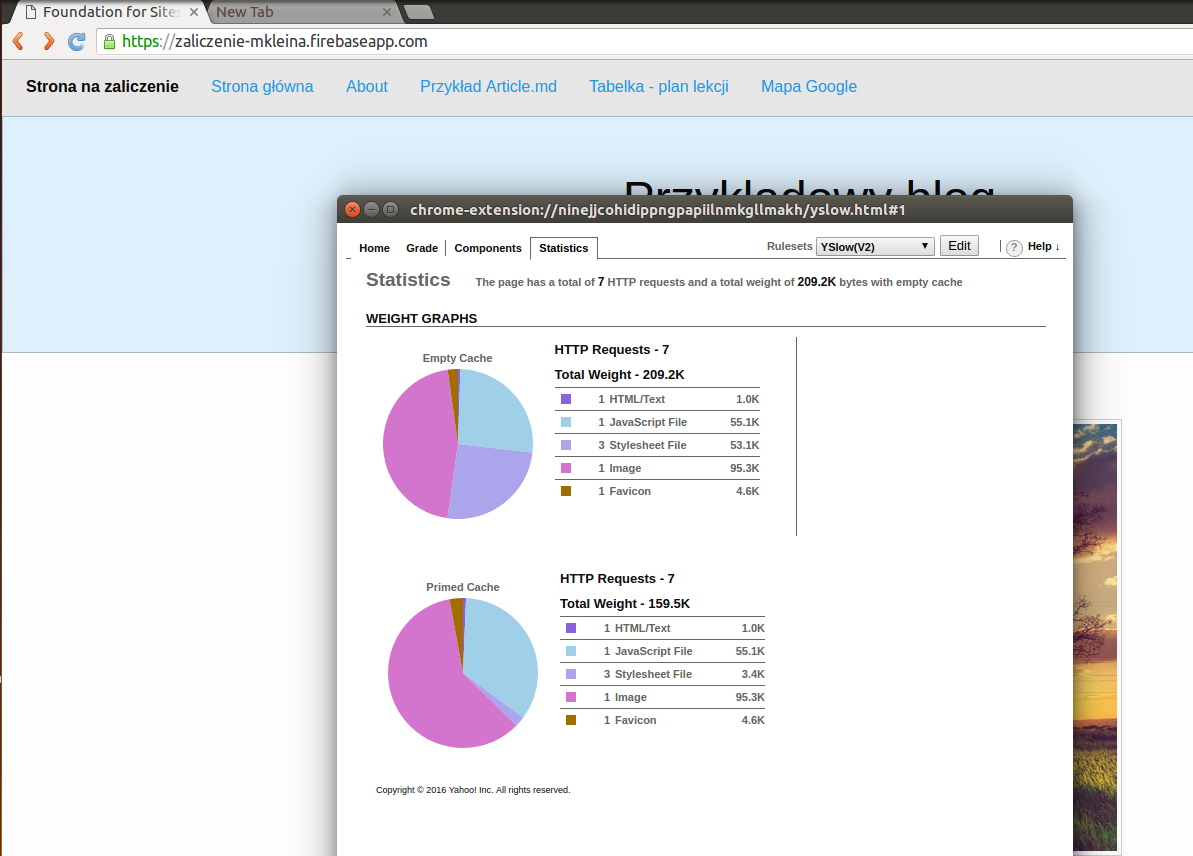 Foundation for Sites
New Tab
https://zaliczenie-mkleina.firebaseapp.com
Strona na zaliczenie Strona główna About Przykład Article.md Tabelka - plan lekcji Mapa Google
Przykładowy blog
chrome-extension://ninejjcohidippngpapiilnmkgllmakh/yslow.html#1
Home Grade Components Statistics Rulesets YSlow(V2) Edit ? Help ↓
Statistics The page has a total of 7 HTTP requests and a total weight of 209.2K bytes with empty cache
WEIGHT GRAPHS
Empty Cache
HTTP Requests - 7
Total Weight - 209.2K
1 HTML/Text 1.0K
1 JavaScript File 55.1K
3 Stylesheet File 53.1K
1 Image 95.3K
1 Favicon 4.6K
Primed Cache
HTTP Requests - 7
Total Weight - 159.5K
1 HTML/Text 1.0K
1 JavaScript File 55.1K
3 Stylesheet File 3.4K
1 Image 95.3K
1 Favicon 4.6K
Copyright © 2016 Yahoo! Inc. All rights reserved.